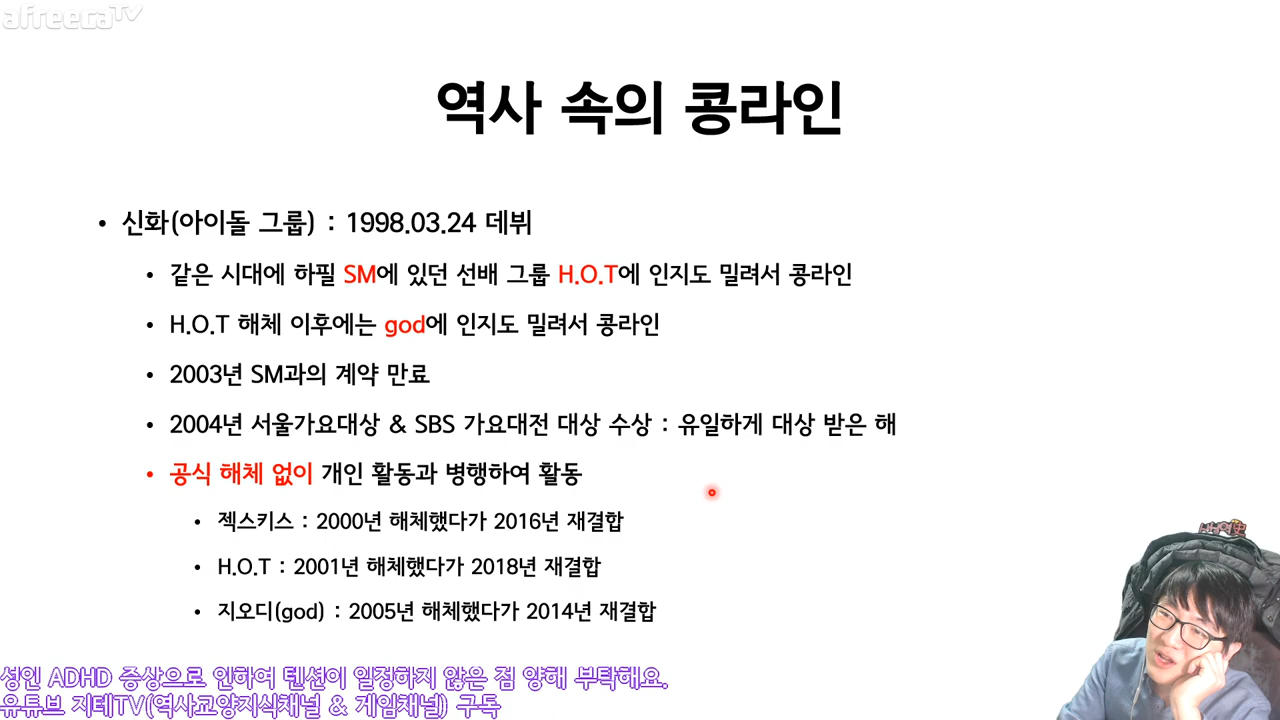 afreecaTV
역사 속의 콩라인
• 신화(아이돌 그룹) : 1998.03.24 데뷔
• 같은 시대에 하필 SM에 있던 선배 그룹 H.O.T에 인지도 밀려서 콩라인
• H.O.T 해체 이후에는 god에 인지도 밀려서 콩라인
• 2003년 SM과의 계약 만료
• 2004년 서울가요대상 & SBS 가요대전 대상 수상 : 유일하게 대상 받은 해
• 공식 해체 없이 개인 활동과 병행하여 활동
• 젝스키스 : 2000년 해체했다가 2016년 재결합
• H.O.T : 2001년 해체했다가 2018년 재결합
• 지오디(god) : 2005년 해체했다가 2014년 재결합
성인 ADHD 증상으로 인하여 텐션이 일정하지 않은 점 양해 부탁해요.
유튜브 지테TV(역사교양지식채널 & 게임채널) 구독